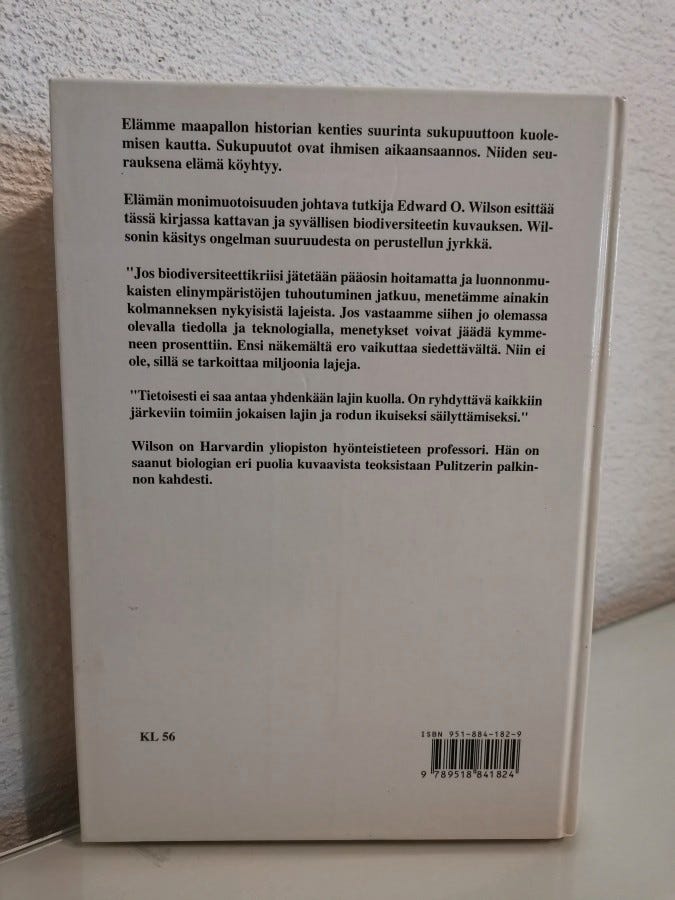 Elämme maapallon historian kenties suurinta sukupuuttoon kuole-
misen kautta. Sukupuutot ovat ihmisen aikaansaannos. Niiden seu-
rauksena elämä köyhtyy.
Elämän monimuotoisuuden johtava tutkija Edward O. Wilson esittää
tässä kirjassa kattavan ja syvällisen biodiversiteetin kuvauksen. Wil-
sonin käsitys ongelman suuruudesta on perustellun jyrkkä.
"Jos biodiversiteettikriisi jätetään pääosin hoitamatta ja luonnonmu-
kaisten elinympäristöjen tuhoutuminen jatkuu, menetämme ainakin
kolmanneksen nykyisistä lajeista. Jos vastaamme siihen jo olemassa
olevalla tiedolla ja teknologialla, menetykset voivat jäädä kymme-
neen prosenttiin. Ensi näkemältä ero vaikuttaa siedettävältä. Niin ei
ole, sillä se tarkoittaa miljoonia lajeja.
"Tietoisesti ei saa antaa yhdenkään lajin kuolla. On ryhdyttävä kaikkiin
järkeviin toimiin jokaisen lajin ja rodun ikuiseksi säilyttämiseksi."
Wilson on Harvardin yliopiston hyönteistieteen professori. Hän on
saanut biologian eri puolia kuvaavista teoksistaan Pulitzerin palkin-
non kahdesti.
KL 56
ISBN 951-884-182-9
9 789518 841824